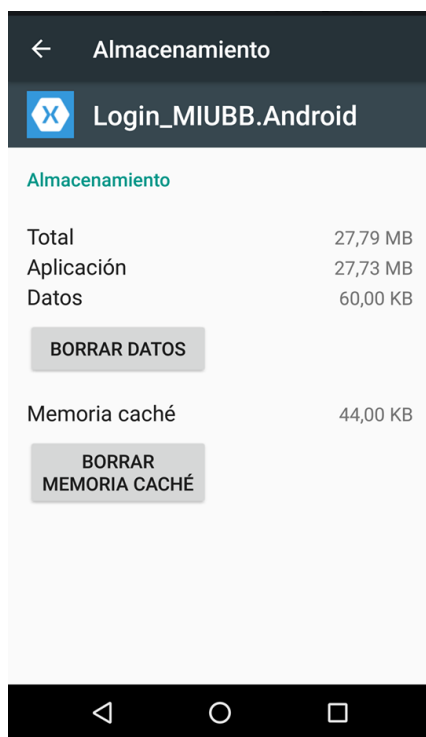 Almacenamiento
Login_MIUBB.Android
Almacenamiento
Total 27,79 MB
Aplicación 27,73 MB
Datos 60,00 KB
BORRAR DATOS
Memoria caché 44,00 KB
BORRAR
MEMORIA CACHÉ